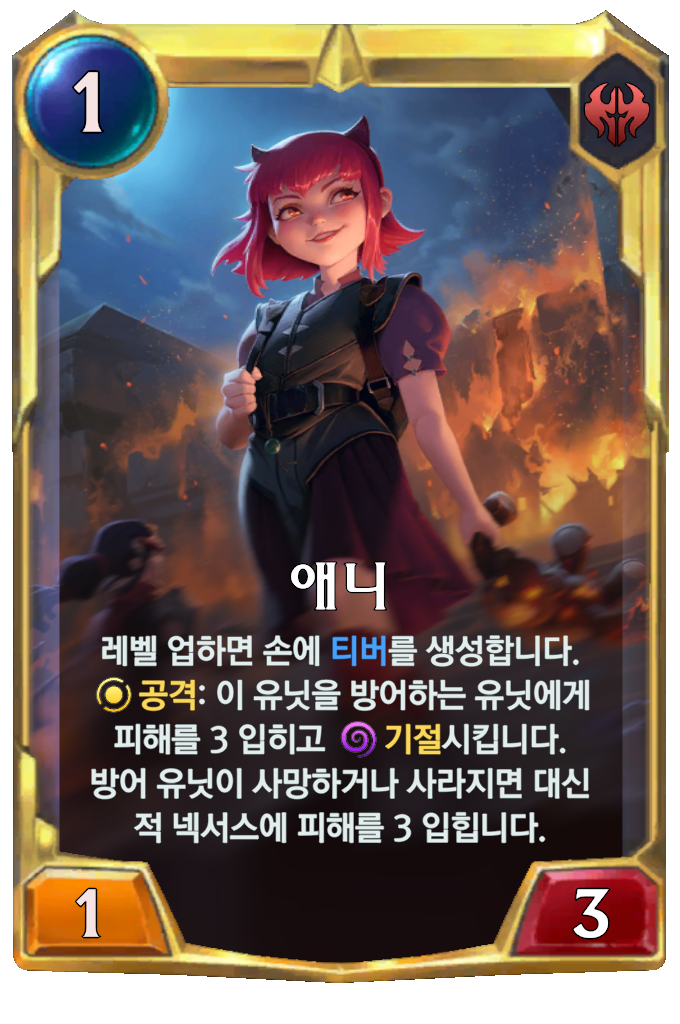 1
애니
레벨 업하면 손에 티버를 생성합니다.
공격: 이 유닛을 방어하는 유닛에게
피해를 3 입히고 기절시킵니다.
방어 유닛이 사망하거나 사라지면 대신
적 넥서스에 피해를 3 입힙니다.
1
3